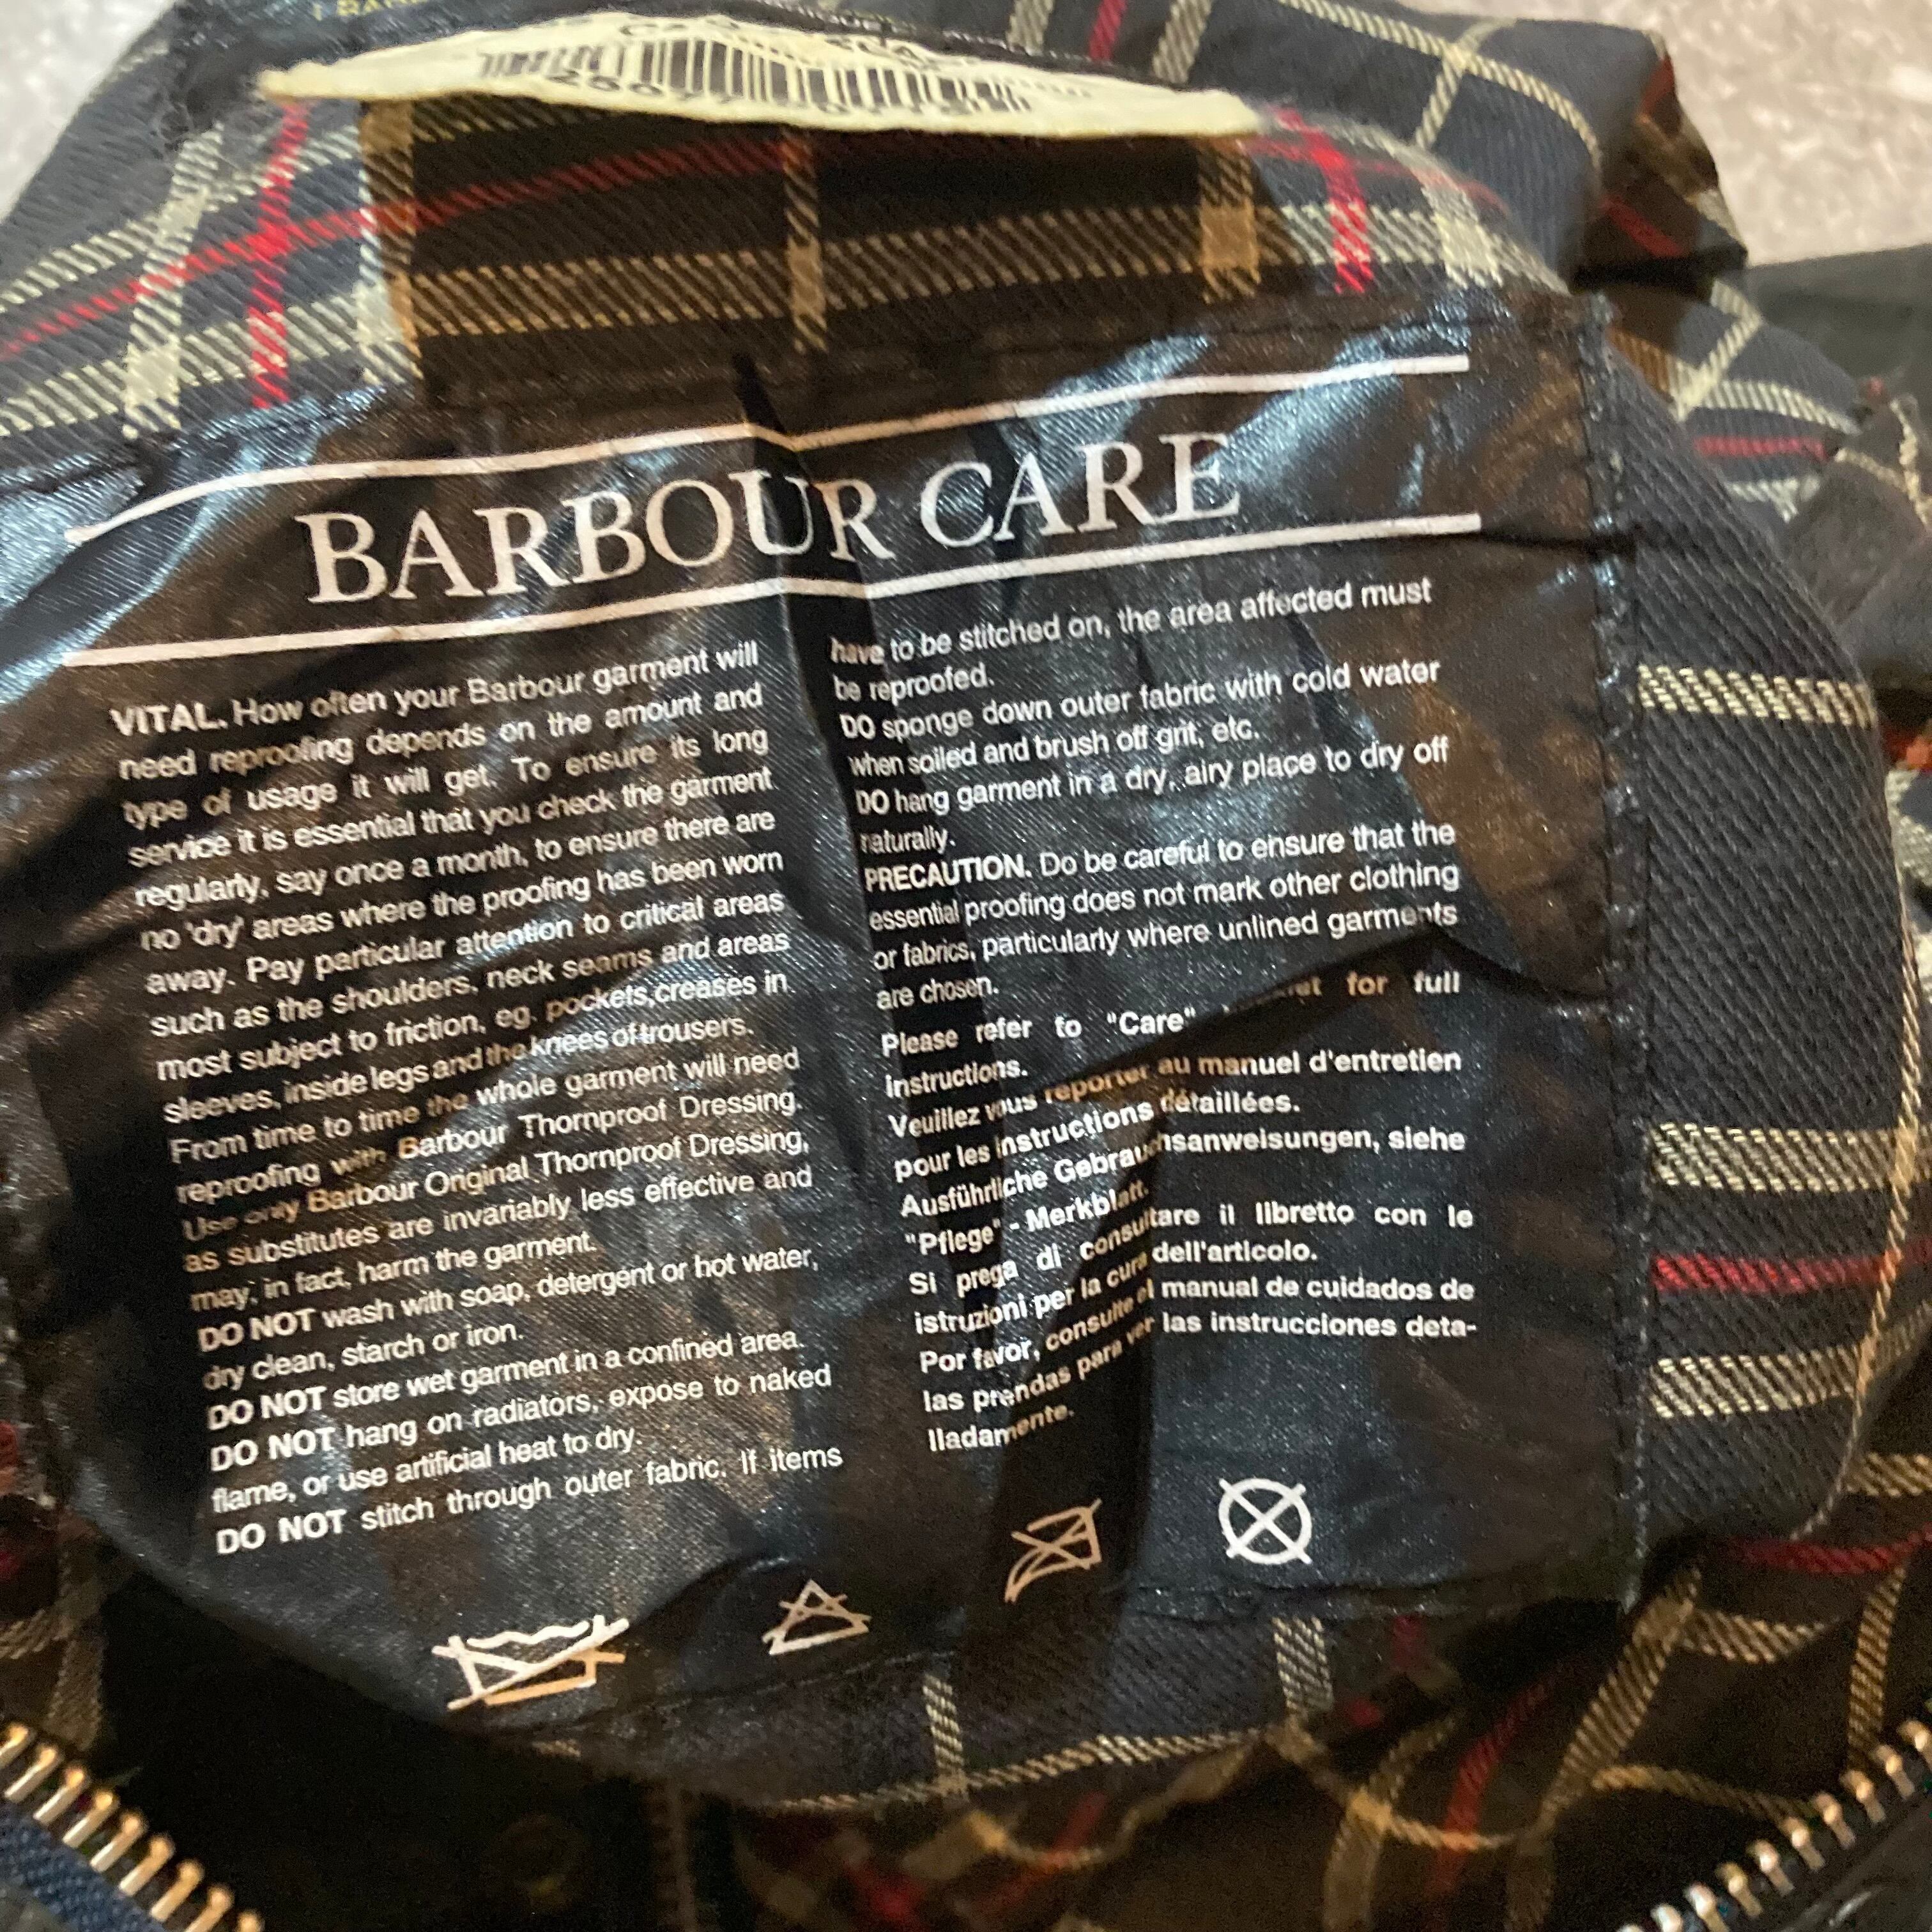 BARBOUR CARE
VITAL. How often your Barbour garment will
need reproofing depends on the amount and
type of usage it will get. To ensure its long
service it is essential that you check the garment
regularly, say once a month, to ensure there are
no 'dry' areas where the proofing has been worn
away. Pay particular attention to critical areas
such as the shoulders, neck seams and areas
most subject to friction, eg. pockets, creases in
sleeves, inside legs and the knees of trousers.
From time to time the whole garment will need
reproofing with Barbour Thornproof Dressing.
Use only Barbour Original Thornproof Dressing,
as substitutes are invariably less effective and
may, in fact, harm the garment.
DO NOT wash with soap, detergent or hot water,
dry clean, starch or iron.
DO NOT store wet garment in a confined area.
DO NOT hang on radiators, expose to naked
flame, or use artificial heat to dry.
DO NOT stitch through outer fabric. If items
have to be stitched on, the area affected must
be reproofed.
DO sponge down outer fabric with cold water
when soiled and brush off grit, etc.
DO hang garment in a dry, airy place to dry off
naturally.
PRECAUTION. Do be careful to ensure that the
essential proofing does not mark other clothing
or fabrics, particularly where unlined garments
are chosen.
Please refer to "Care" for full
instructions.
Veuillez vous reporter au manuel d'entretien
pour les instructions détaillées.
Ausführliche Gebrauchsanweisungen, siehe
"Pflege" - Merkblatt.
Si prega di consultare il libretto con le
istruzioni per la cura dell'articolo.
Por favor, consulte el manual de cuidados de
las prendas para ver las instrucciones deta-
lladamente.